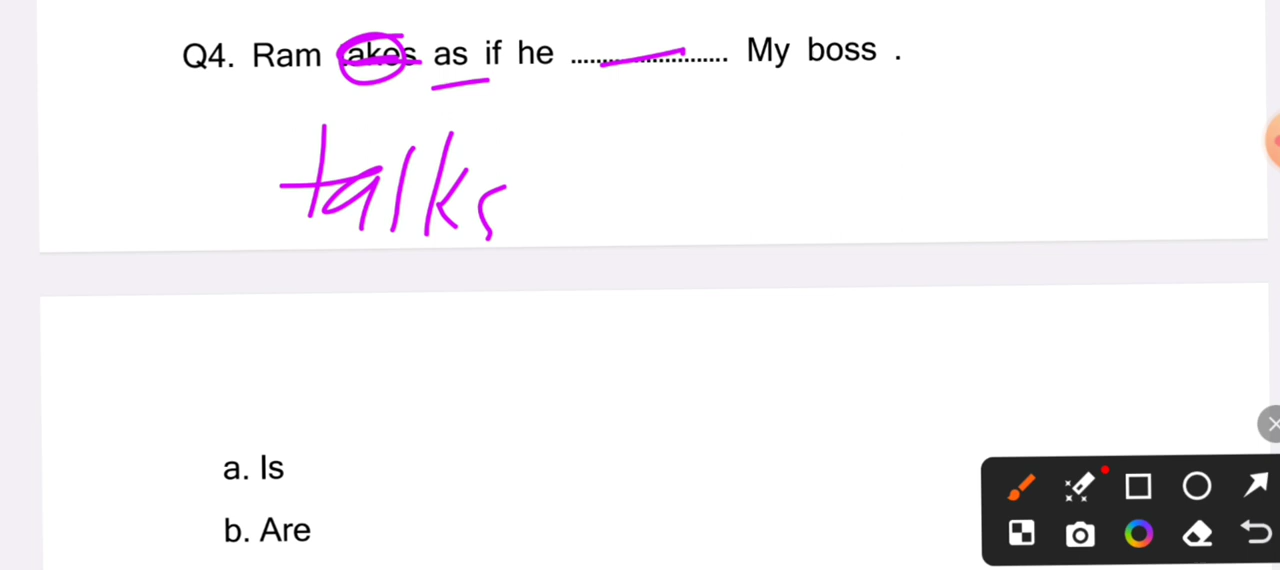 Q4. Ram takes as if he ........................ My boss .
talks
a. Is
b. Are